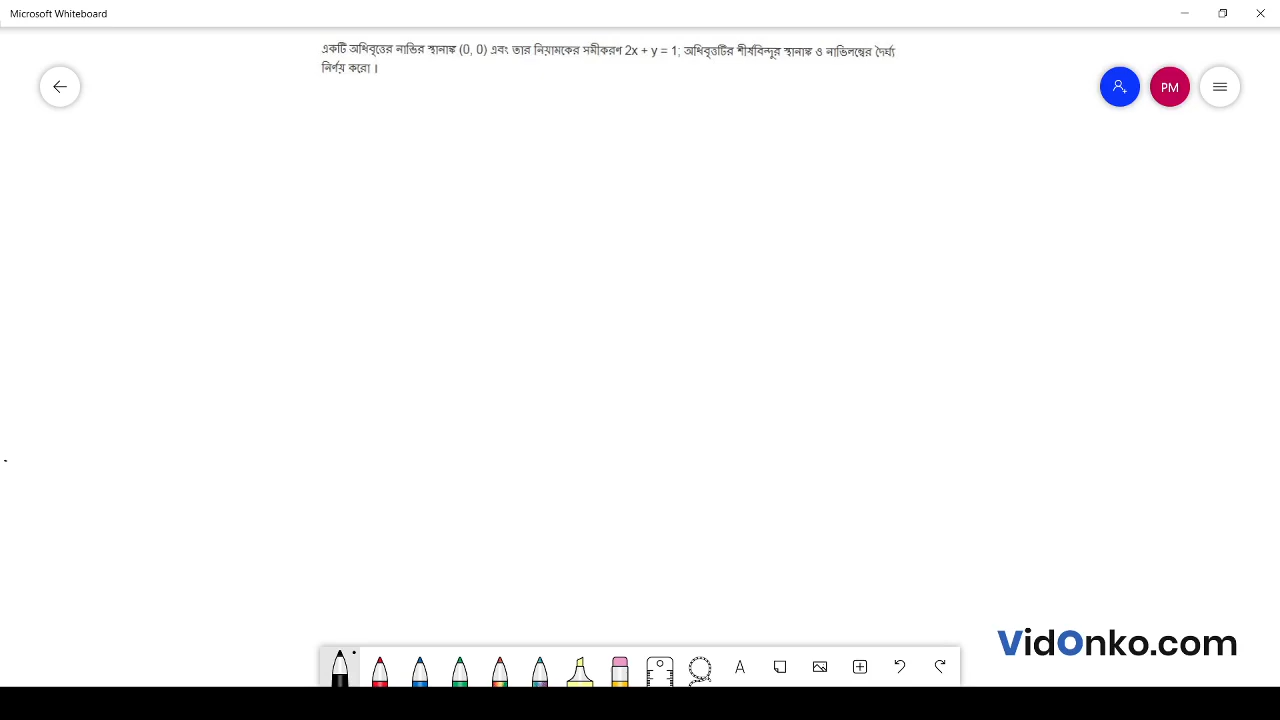 Microsoft Whiteboard
একটি অধিবৃত্তের নাভির স্থানাঙ্ক (0, 0) এবং তার নিয়ামকের সমীকরণ 2x + y = 1; অধিবৃত্তটির শীর্ষবিন্দুর স্থানাঙ্ক ও নাভিলম্বের দৈর্ঘ্য
নির্ণয় করো ।
PM
A
VidOnko.com